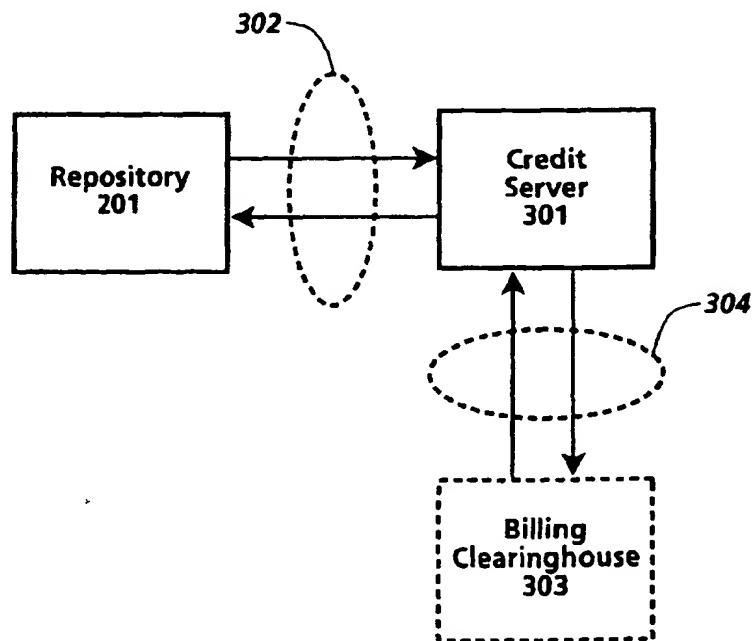 302
Repository
201
Credit
Server
301
304
Billing
Clearinghouse
303